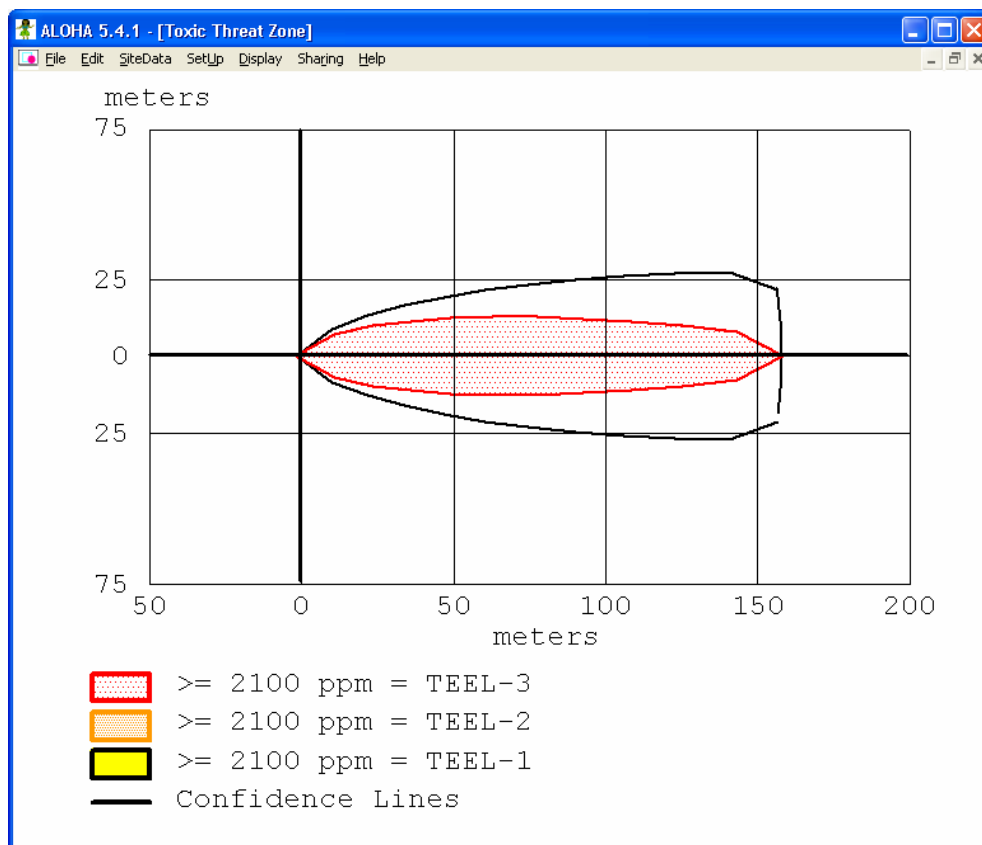 ALOHA 5.4.1 - [Toxic Threat Zone]
File Edit SiteData SetUp Display Sharing Help
meters
75
25
0
25
75
50 0 50 100 150 200
meters
>= 2100 ppm = TEEL-3
>= 2100 ppm = TEEL-2
>= 2100 ppm = TEEL-1
Confidence Lines